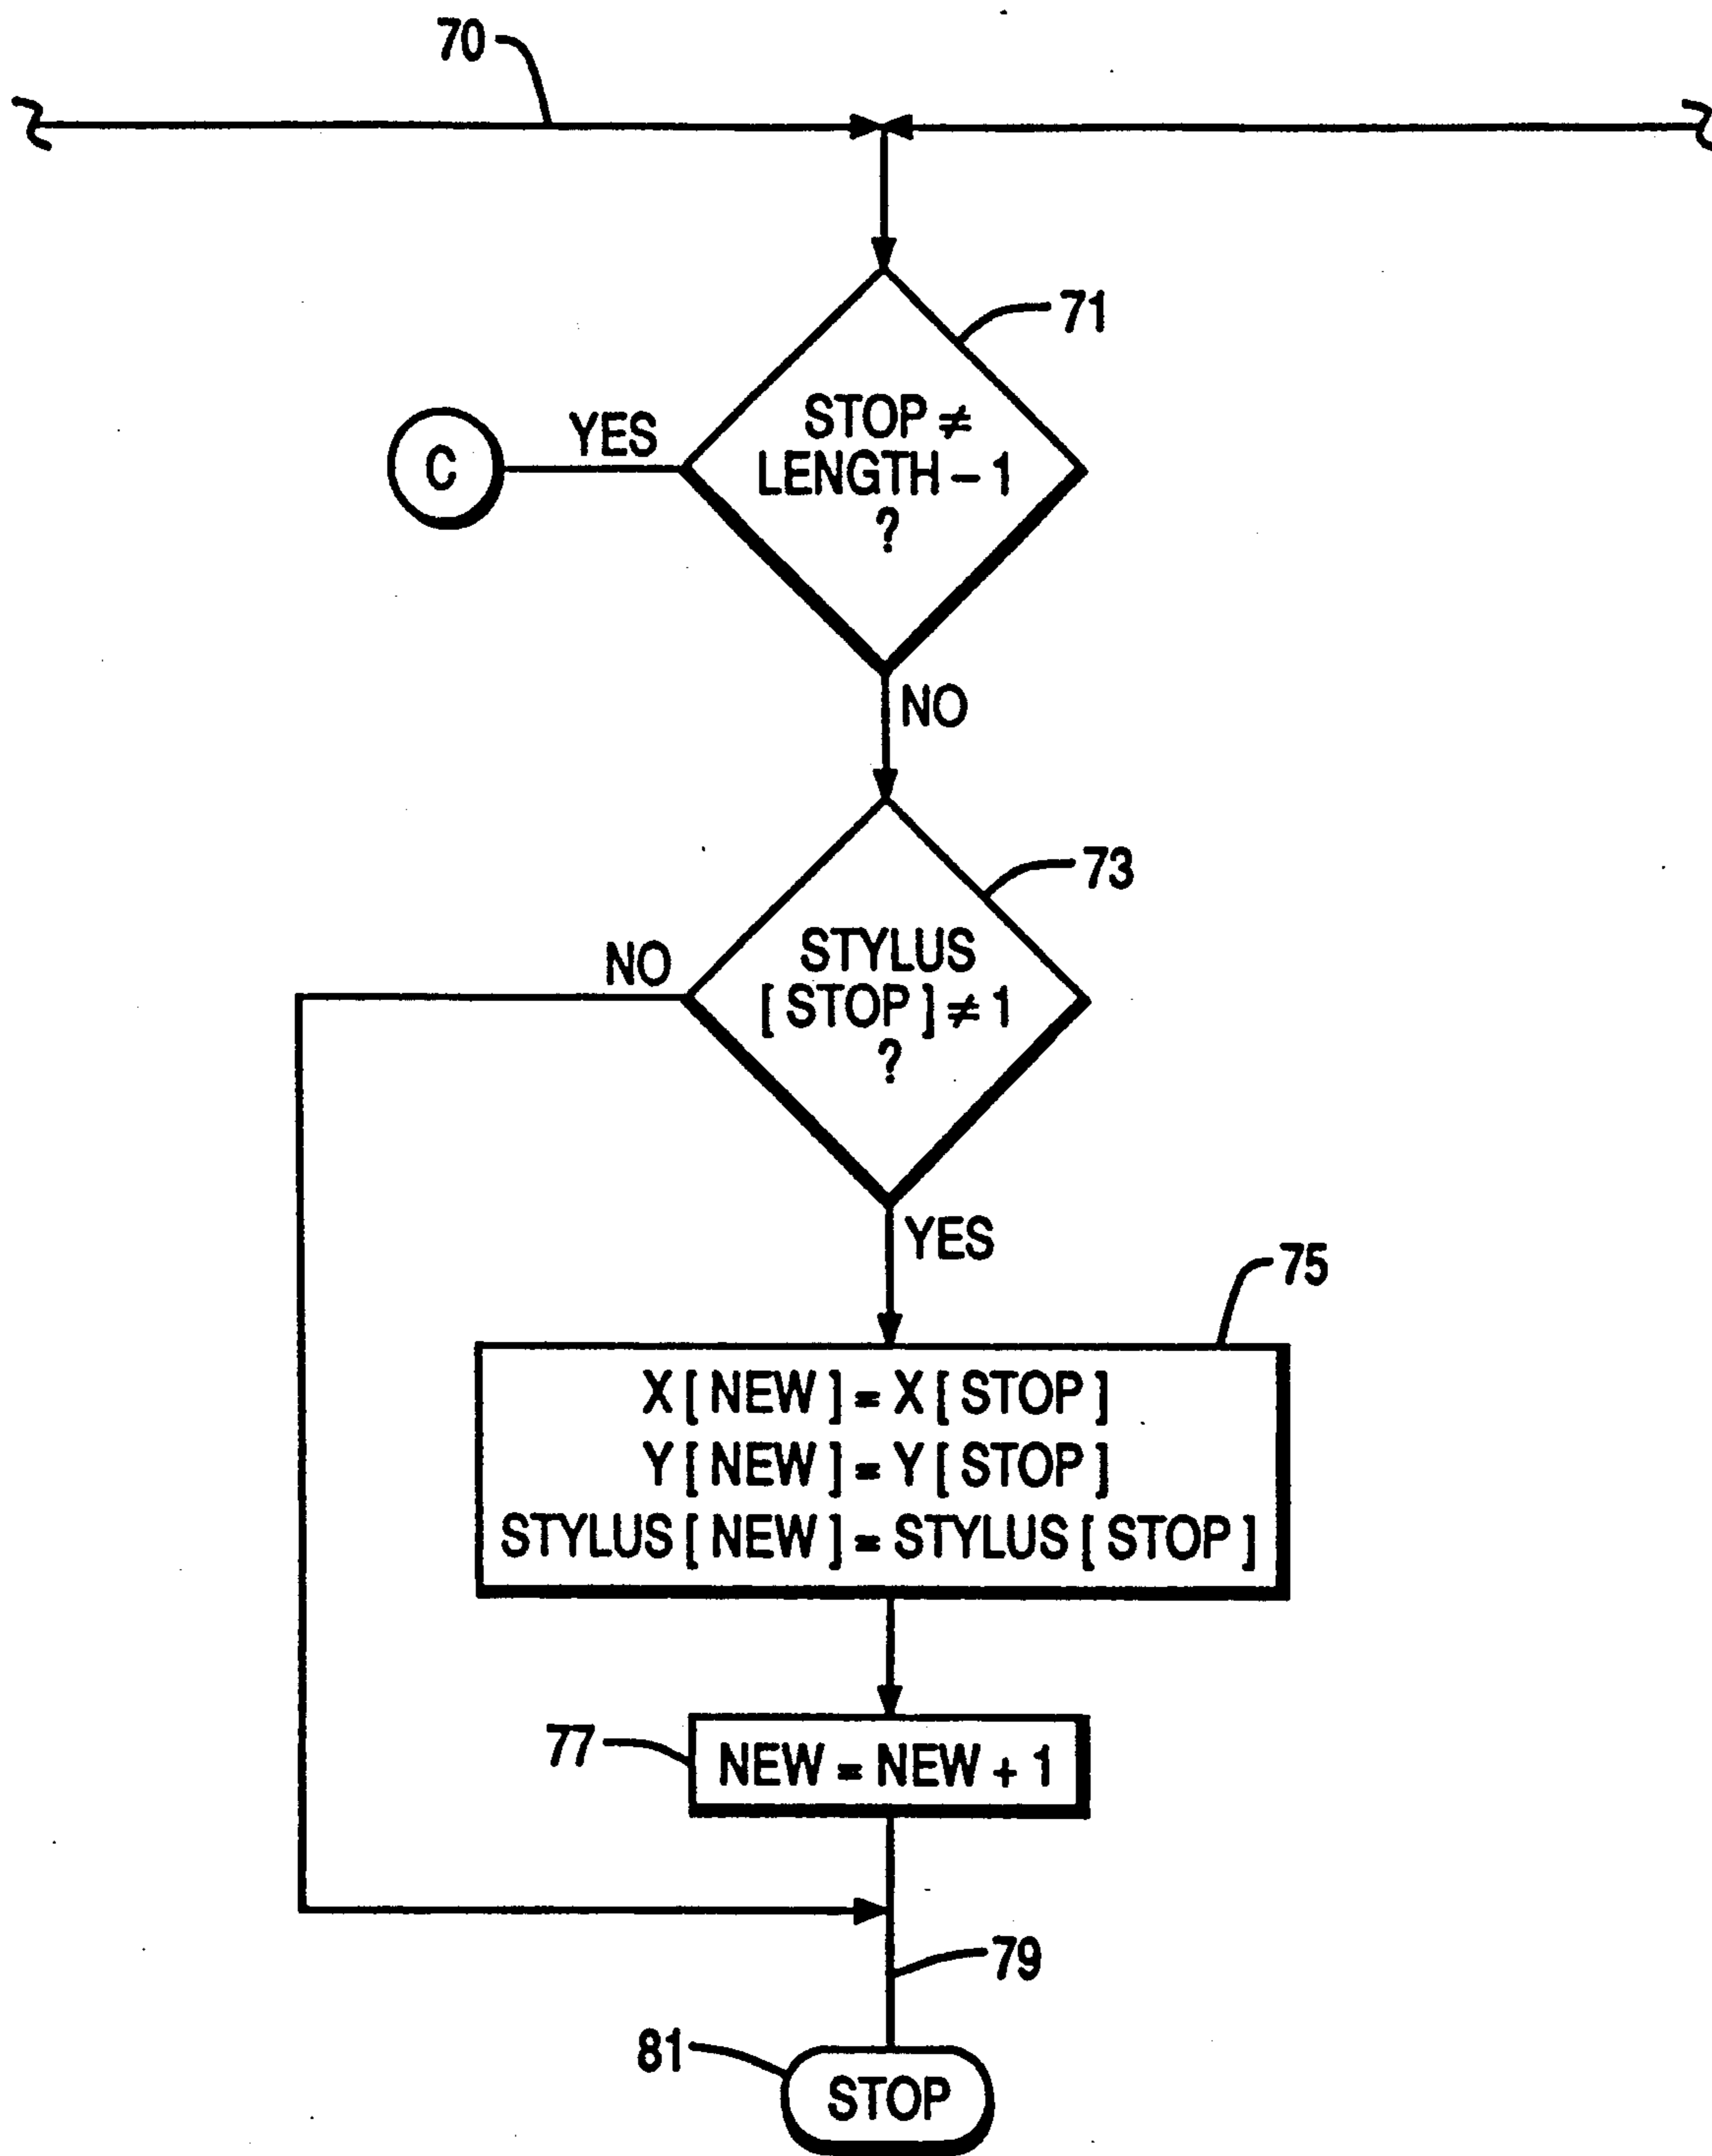 70
71
STOP ≠
LENGTH - 1
?
YES
C
NO
73
STYLUS
[STOP] ≠ 1
?
NO
YES
75
X [NEW] = X [STOP]
Y [NEW] = Y [STOP]
STYLUS [NEW] = STYLUS [STOP]
77
NEW = NEW + 1
79
81
STOP